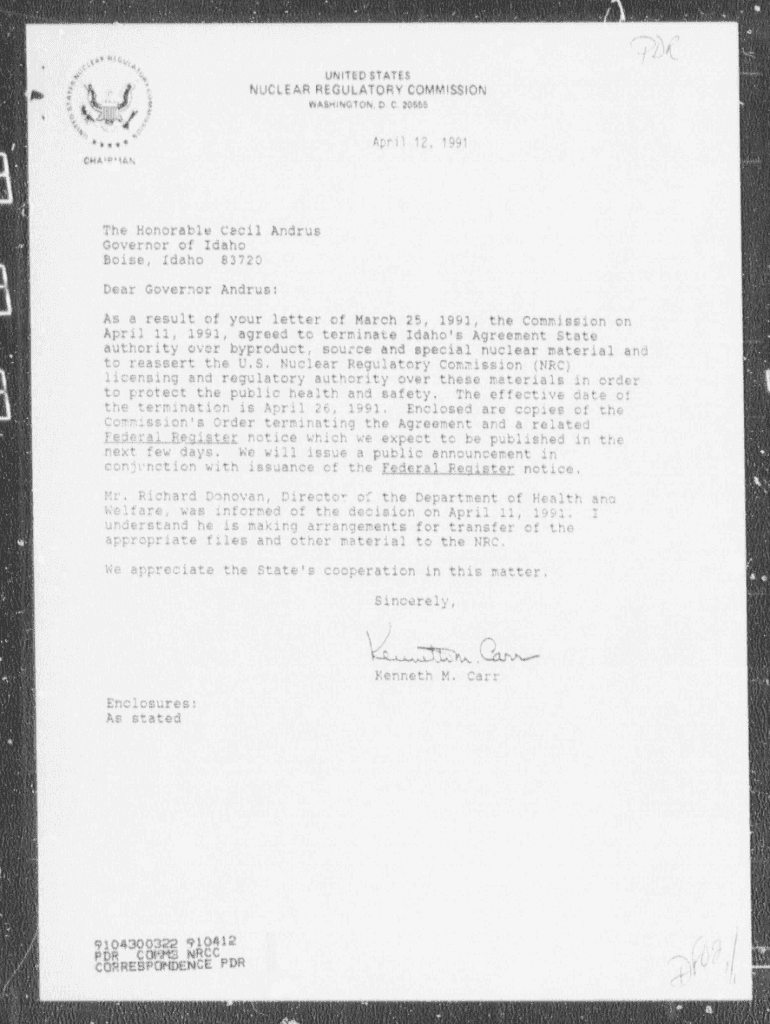 PDR
UNITED STATES
NUCLEAR REGULATORY COMMISSION
WASHINGTON, D. C. 20555
UNITED STATES NUCLEAR REGULATORY COMMISSION
April 12, 1991
CHAIRMAN
The Honorable Cecil Andrus
Governor of Idaho
Boise, Idaho 83720
Dear Governor Andrus:
As a result of your letter of March 25, 1991, the Commission on
April 11, 1991, agreed to terminate Idaho's Agreement State
authority over byproduct, source and special nuclear material and
to reassert the U.S. Nuclear Regulatory Commission (NRC)
licensing and regulatory authority over these materials in order
to protect the public health and safety. The effective date of
the termination is April 26, 1991. Enclosed are copies of the
Commission's Order terminating the Agreement and a related
Federal Register notice which we expect to be published in the
next few days. We will issue a public announcement in
conjunction with issuance of the Federal Register notice.
Mr. Richard Donovan, Director of the Department of Health and
Welfare, was informed of the decision on April 11, 1991. I
understand he is making arrangements for transfer of the
appropriate files and other material to the NRC.
We appreciate the State's cooperation in this matter.
Sincerely,
Kenneth M. Carr
Kenneth M. Carr
Enclosures:
As stated
9104300322 910412
PDR COMMS NRCC
CORRESPONDENCE PDR